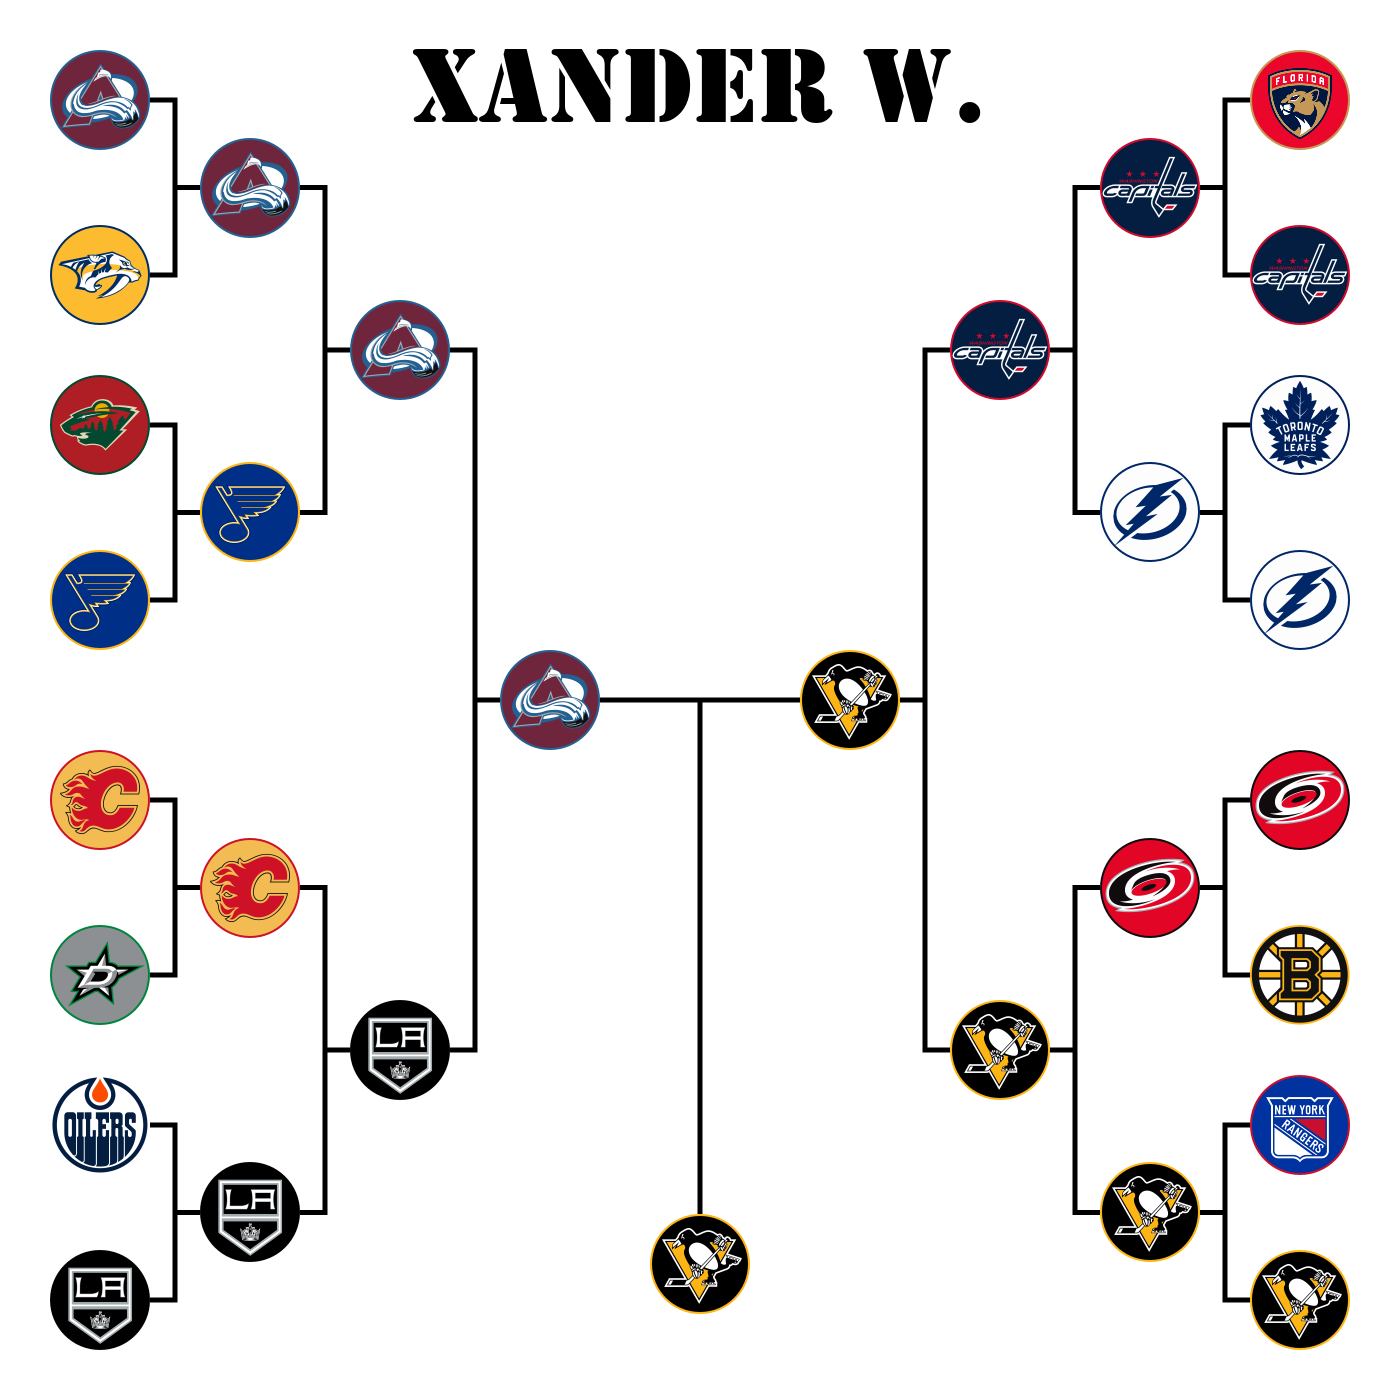 XANDER W.
FLORIDA
capitals
capitals
capitals
TORONTO
MAPLE
LEAFS
LA
OILERS
LA
LA
B
NEW YORK
RANGERS